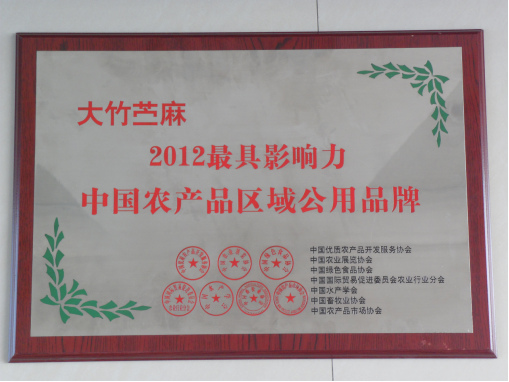 大竹苎麻
2012最具影响力
中国农产品区域公用品牌
中国优质农产品开发服务协会
中国农业展览协会
中国绿色食品协会
中国国际贸易促进委员会农业行业分会
中国水产学会
中国畜牧业协会
中国农产品市场协会